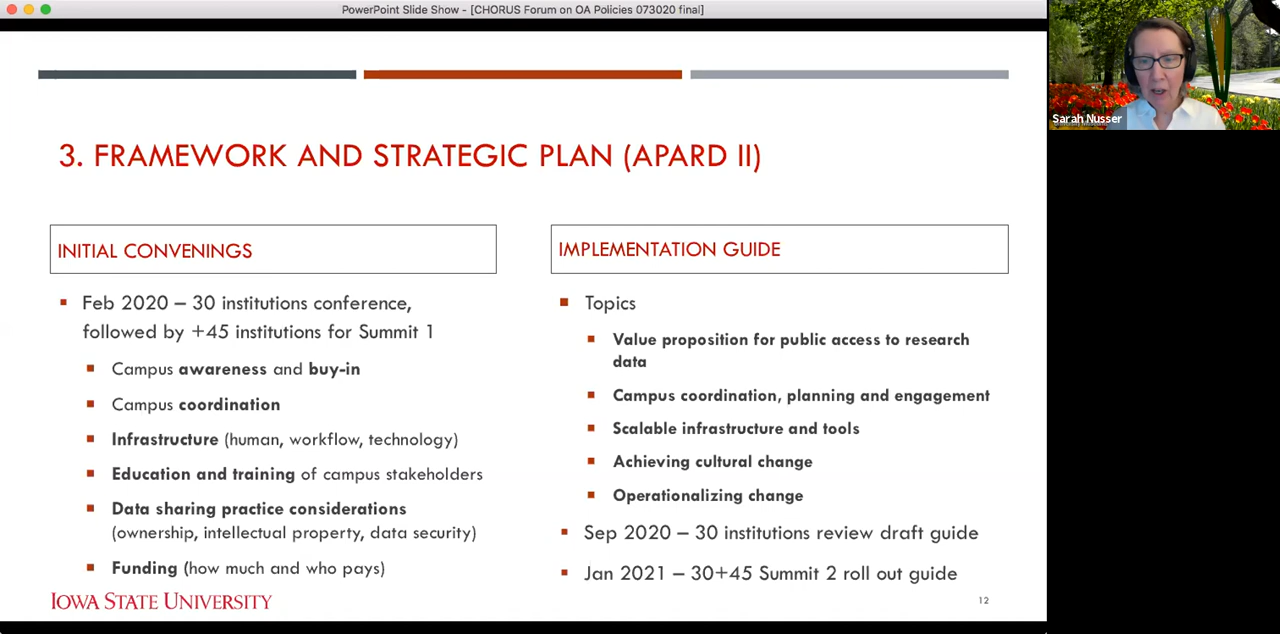 PowerPoint Slide Show - [CHORUS Forum on OA Policies 073020 final]
Sarah Nusser
3. FRAMEWORK AND STRATEGIC PLAN (APARD II)
INITIAL CONVENINGS
Feb 2020 – 30 institutions conference,
followed by +45 institutions for Summit 1
Campus awareness and buy-in
Campus coordination
Infrastructure (human, workflow, technology)
Education and training of campus stakeholders
Data sharing practice considerations
(ownership, intellectual property, data security)
Funding (how much and who pays)
IMPLEMENTATION GUIDE
Topics
Value proposition for public access to research
data
Campus coordination, planning and engagement
Scalable infrastructure and tools
Achieving cultural change
Operationalizing change
Sep 2020 – 30 institutions review draft guide
Jan 2021 – 30+45 Summit 2 roll out guide
IOWA STATE UNIVERSITY
12